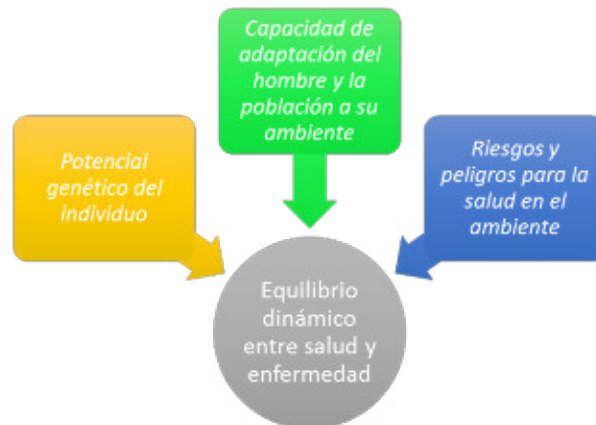 Capacidad de
adaptación del
hombre y la
población a su
ambiente
Potencial
genético del
individuo
Riesgos y
peligros para la
salud en el
ambiente
Equilibrio
dinámico
entre salud y
enfermedad